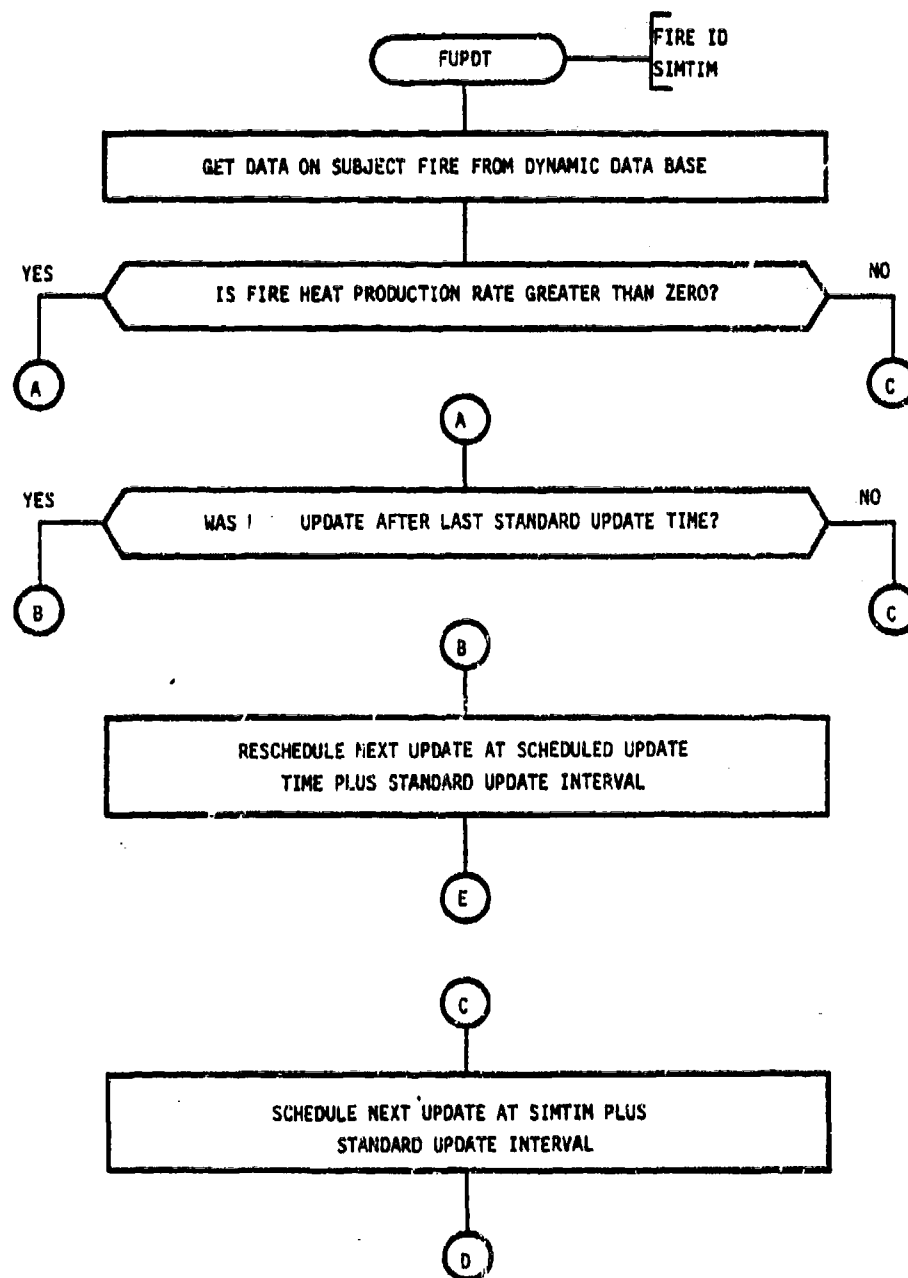 FUPDT
FIRE ID
SIMTIM
GET DATA ON SUBJECT FIRE FROM DYNAMIC DATA BASE
YES
NO
IS FIRE HEAT PRODUCTION RATE GREATER THAN ZERO?
A
C
A
YES
NO
WAS UPDATE AFTER LAST STANDARD UPDATE TIME?
B
C
B
RESCHEDULE NEXT UPDATE AT SCHEDULED UPDATE
TIME PLUS STANDARD UPDATE INTERVAL
E
C
SCHEDULE NEXT UPDATE AT SIMTIM PLUS
STANDARD UPDATE INTERVAL
D